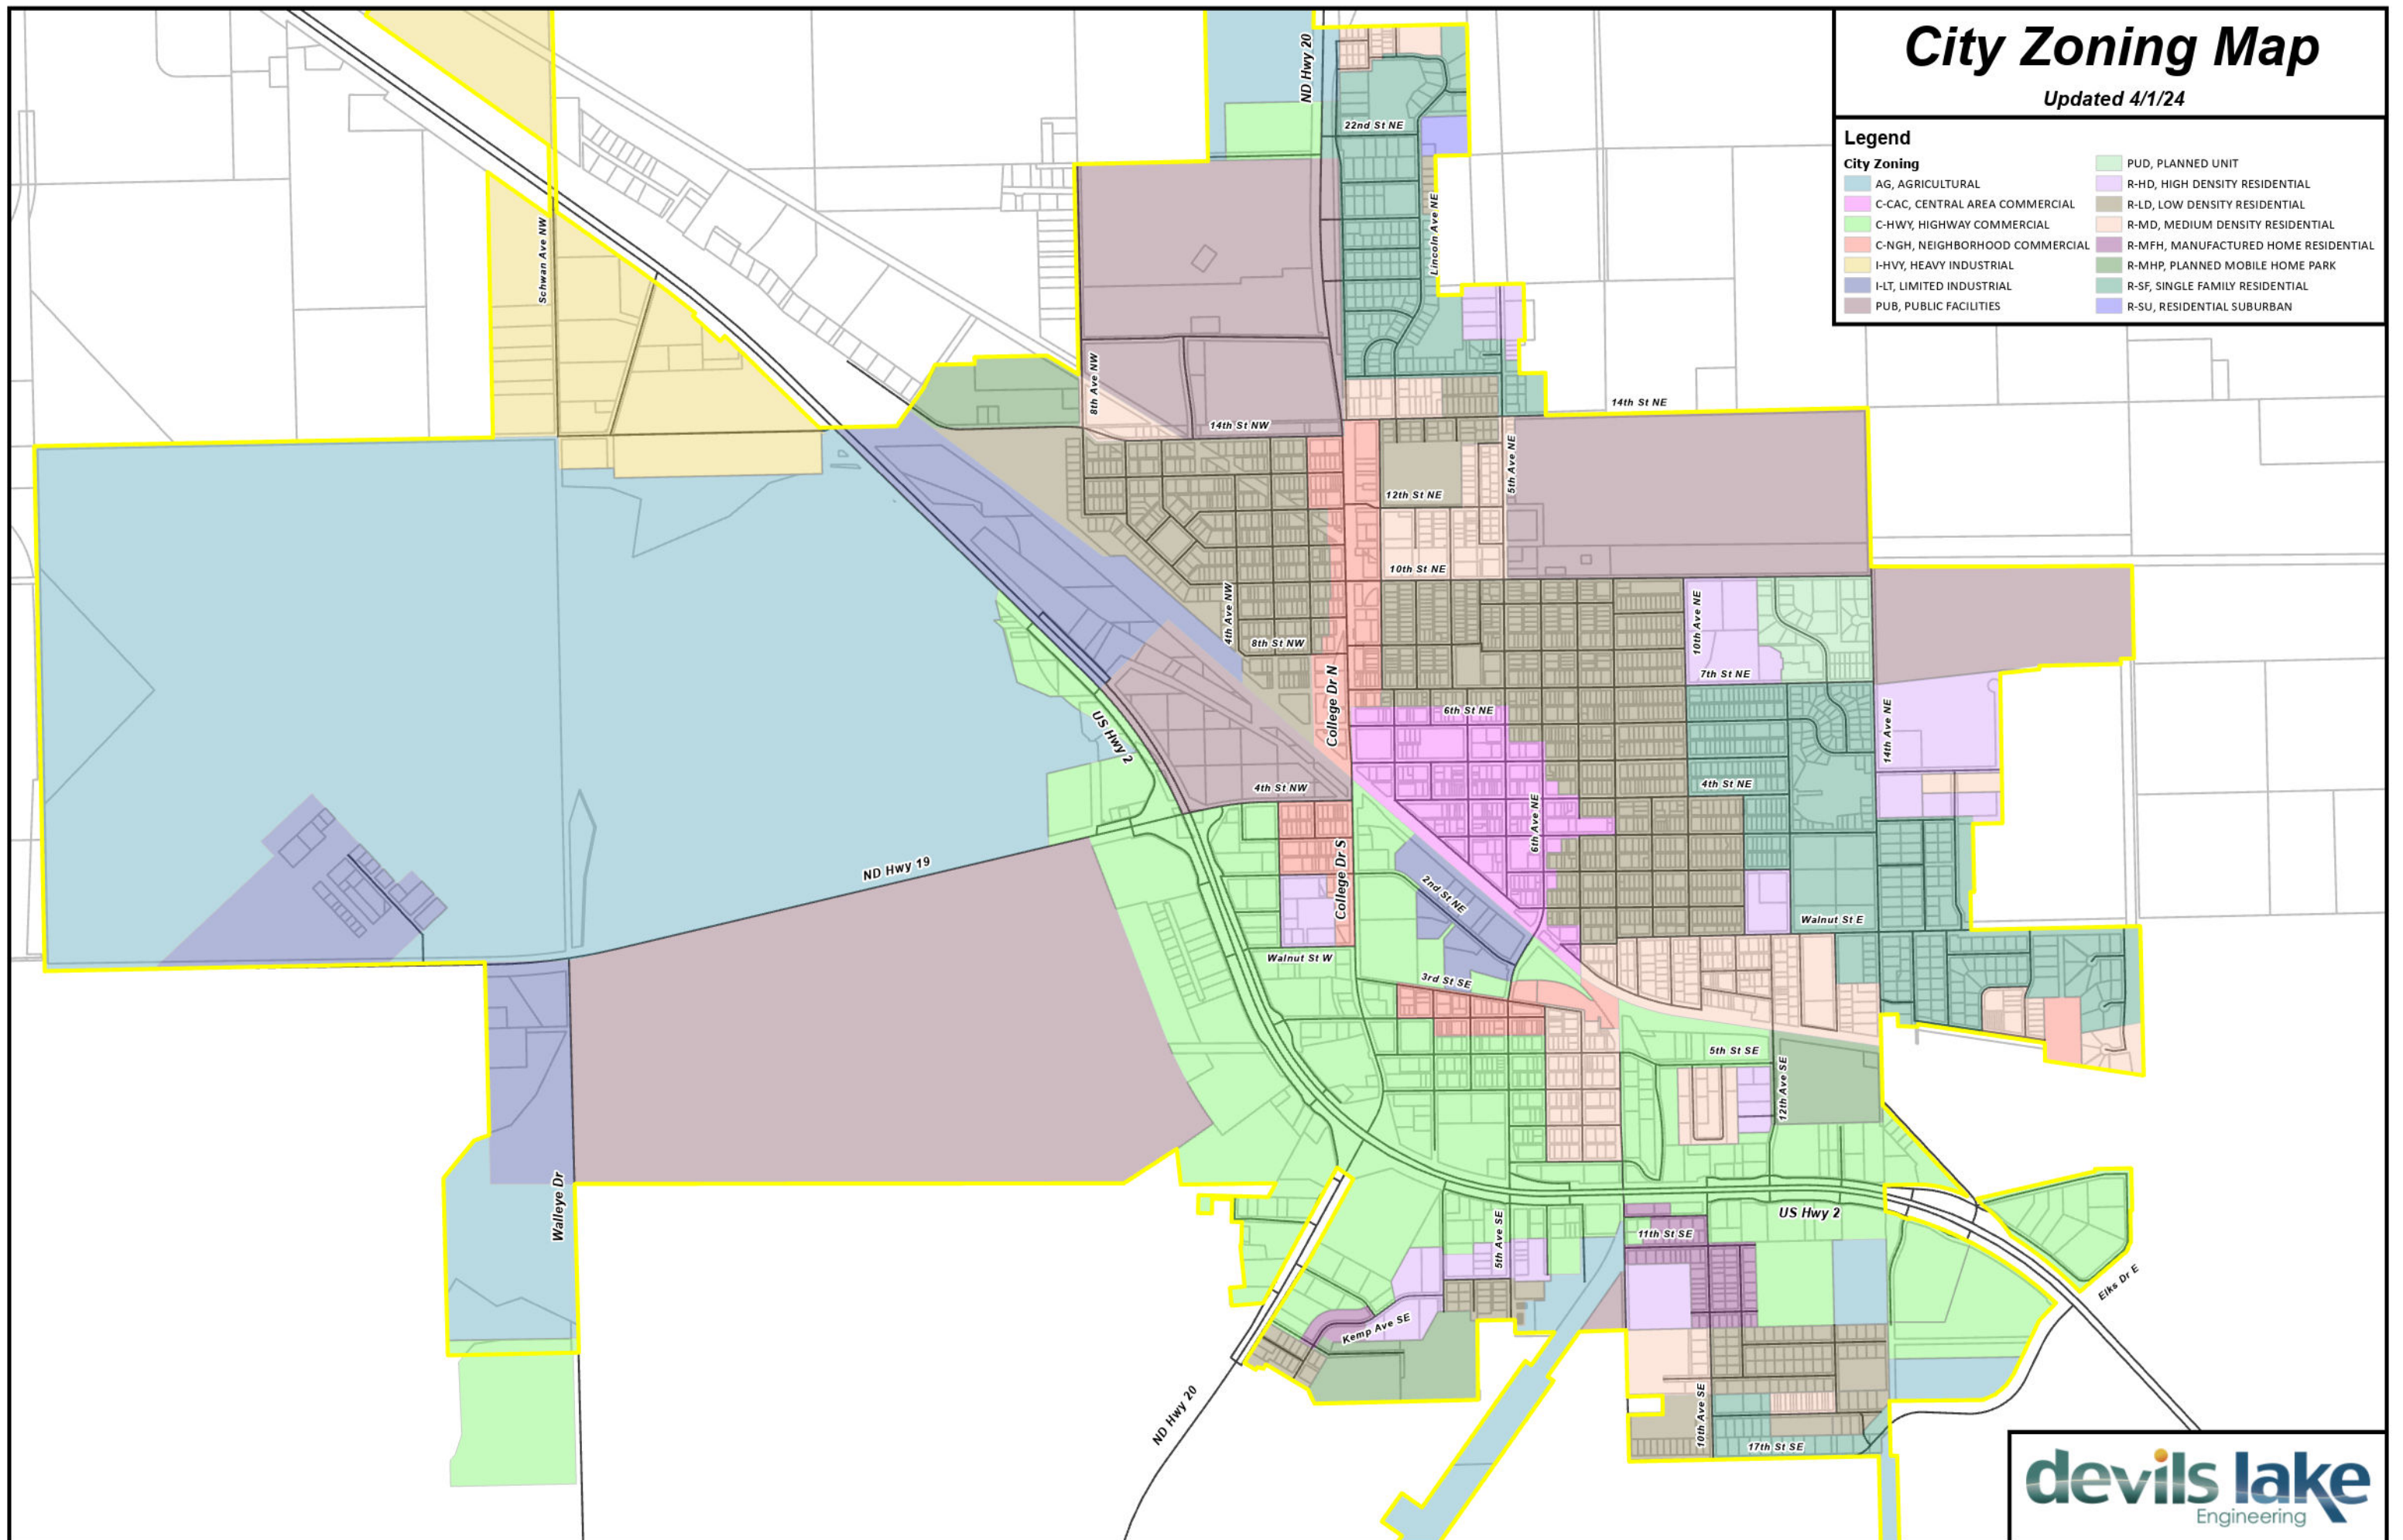 City Zoning Map
Updated 4/1/24
Legend
City Zoning
AG, AGRICULTURAL
C-CAC, CENTRAL AREA COMMERCIAL
C-HWY, HIGHWAY COMMERCIAL
C-NGH, NEIGHBORHOOD COMMERCIAL
I-HVY, HEAVY INDUSTRIAL
I-LT, LIMITED INDUSTRIAL
PUB, PUBLIC FACILITIES
PUD, PLANNED UNIT
R-HD, HIGH DENSITY RESIDENTIAL
R-LD, LOW DENSITY RESIDENTIAL
R-MD, MEDIUM DENSITY RESIDENTIAL
R-MFH, MANUFACTURED HOME RESIDENTIAL
R-MHP, PLANNED MOBILE HOME PARK
R-SF, SINGLE FAMILY RESIDENTIAL
R-SU, RESIDENTIAL SUBURBAN
ND Hwy 20
22nd St NE
Lincoln Ave NE
Schwan Ave NW
8th Ave NW
14th St NW
14th St NE
5th Ave NE
12th St NE
10th St NE
4th Ave NW
8th St NW
10th Ave NE
7th St NE
College Dr N
6th St NE
US Hwy 2
14th Ave NE
4th St NW
4th St NE
6th Ave NE
ND Hwy 19
College Dr S
2nd St NE
Walnut St E
Walnut St W
3rd St SE
5th St SE
12th Ave SE
Walleye Dr
5th Ave SE
US Hwy 2
11th St SE
Elks Dr E
Kemp Ave SE
ND Hwy 20
10th Ave SE
17th St SE
devils lake
Engineering